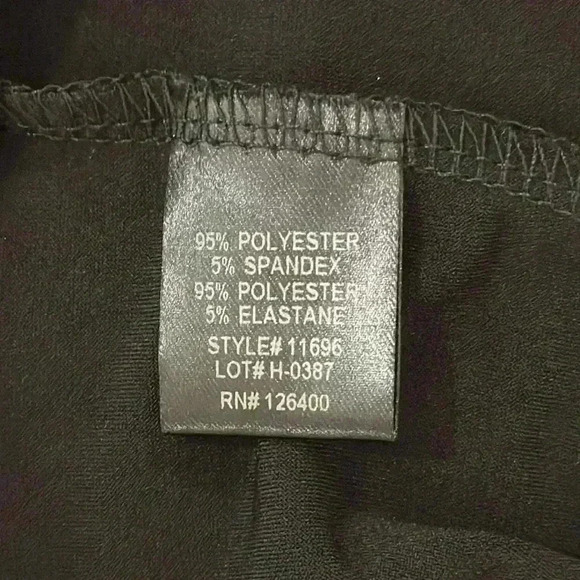 95% POLYESTER
5% SPANDEX
95% POLYESTER
5% ELASTANE
STYLE# 11696
LOT# H-0387
RN# 126400